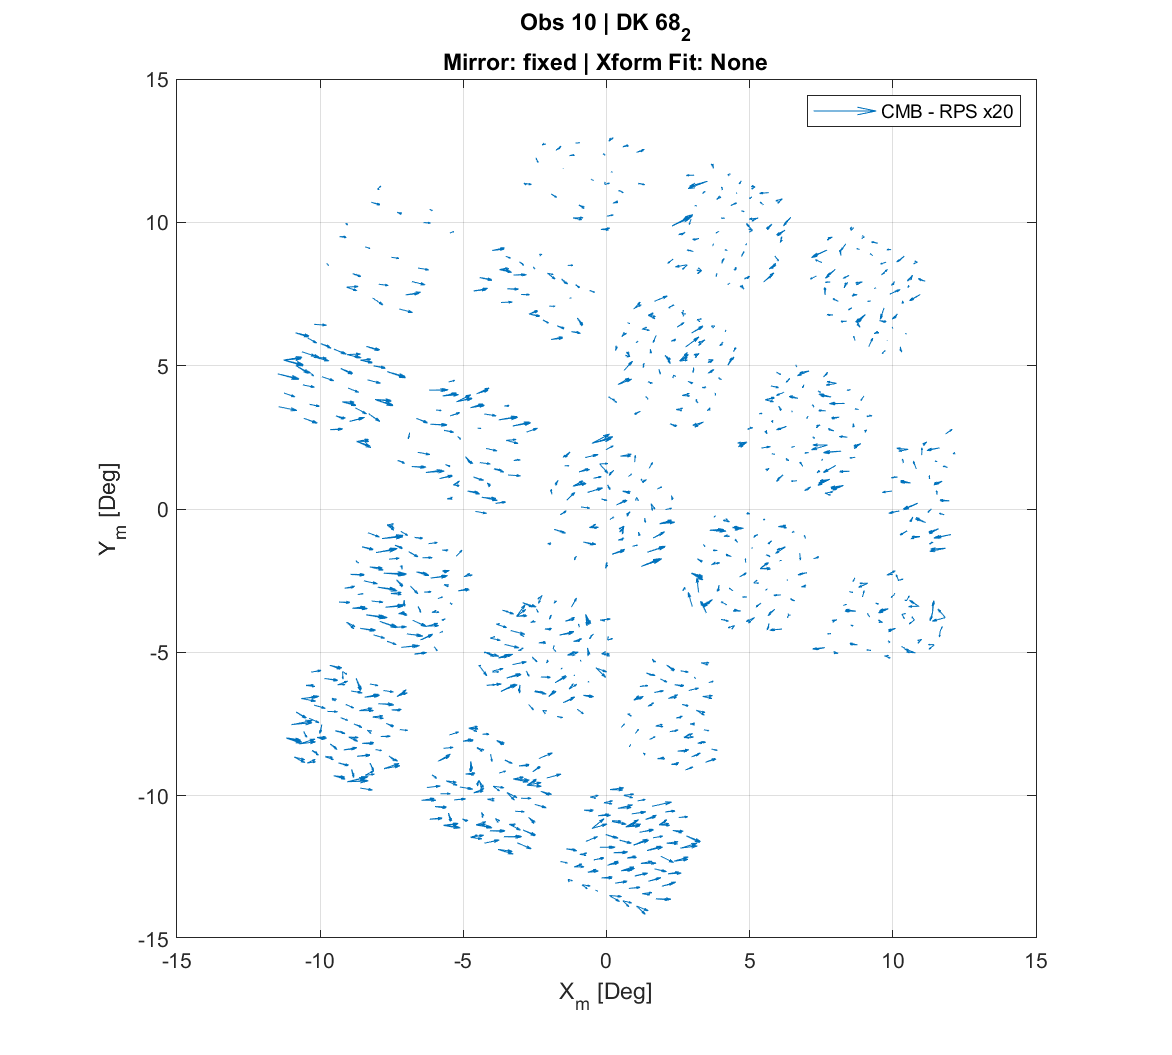 Obs 10 | DK 68₂
Mirror: fixed | Xform Fit: None
CMB - RPS x20
15
10
5
0
-5
-10
-15
Yₘ [Deg]
-15 -10 -5 0 5 10 15
Xₘ [Deg]